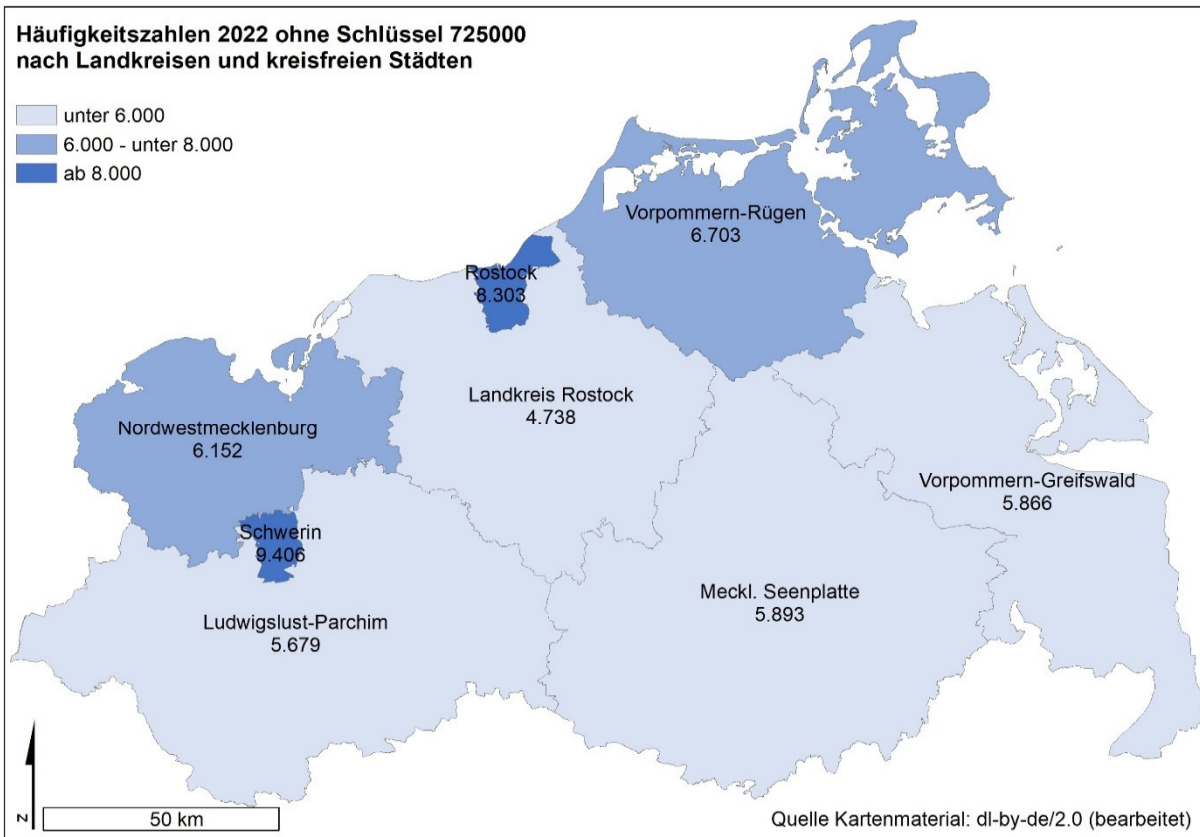 Häufigkeitszahlen 2022 ohne Schlüssel 725000
nach Landkreisen und kreisfreien Städten
unter 6.000
6.000 - unter 8.000
ab 8.000
Vorpommern-Rügen
6.703
Rostock
8.303
Landkreis Rostock
4.738
Nordwestmecklenburg
6.152
Vorpommern-Greifswald
5.866
Schwerin
9.406
Meckl. Seenplatte
5.893
Ludwigslust-Parchim
5.679
N
50 km
Quelle Kartenmaterial: dl-by-de/2.0 (bearbeitet)